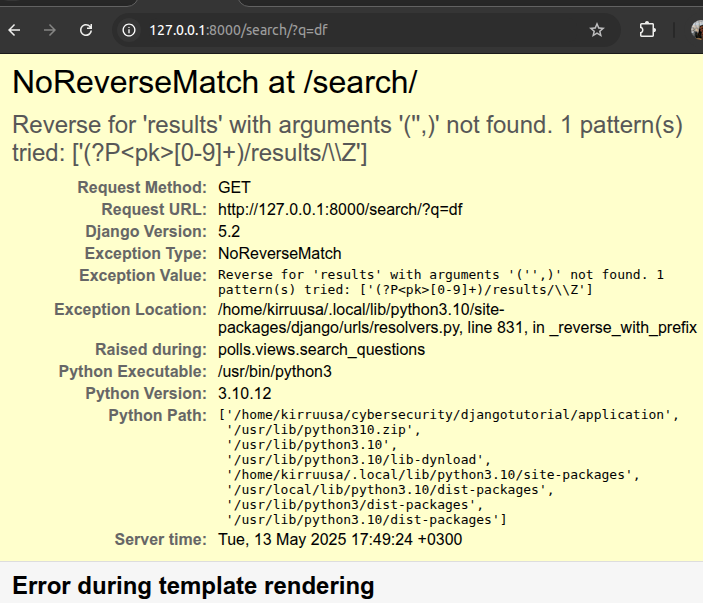 127.0.0.1:8000/search/?q=df
NoReverseMatch at /search/
Reverse for 'results' with arguments '('',)' not found. 1 pattern(s)
tried: ['(?P<pk>[0-9]+)/results/\\Z']
Request Method: GET
Request URL: http://127.0.0.1:8000/search/?q=df
Django Version: 5.2
Exception Type: NoReverseMatch
Exception Value: Reverse for 'results' with arguments '('',)' not found. 1
pattern(s) tried: ['(?P<pk>[0-9]+)/results/\\Z']
Exception Location: /home/kirruusa/.local/lib/python3.10/site-
packages/django/urls/resolvers.py, line 831, in _reverse_with_prefix
Raised during: polls.views.search_questions
Python Executable: /usr/bin/python3
Python Version: 3.10.12
Python Path: ['/home/kirruusa/cybersecurity/djangotutorial/application',
'/usr/lib/python310.zip',
'/usr/lib/python3.10',
'/usr/lib/python3.10/lib-dynload',
'/home/kirruusa/.local/lib/python3.10/site-packages',
'/usr/local/lib/python3.10/dist-packages',
'/usr/lib/python3/dist-packages',
'/usr/lib/python3.10/dist-packages']
Server time: Tue, 13 May 2025 17:49:24 +0300
Error during template rendering